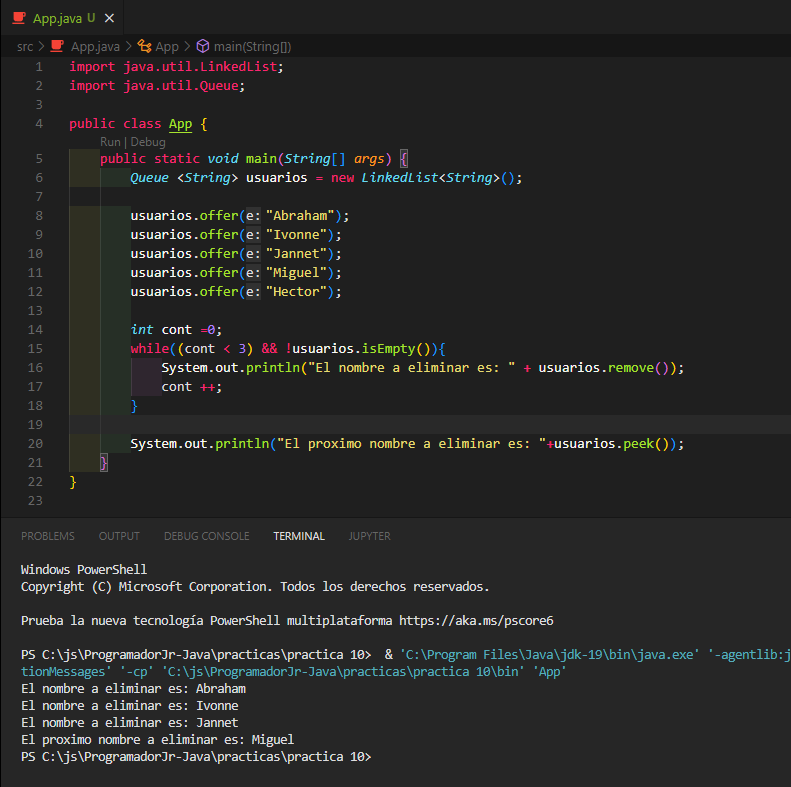 App.java U ×
src > App.java > App > main(String[])
1 import java.util.LinkedList;
2 import java.util.Queue;
3
4 public class App {
Run | Debug
5 public static void main(String[] args) {
6 Queue <String> usuarios = new LinkedList<String>();
7
8 usuarios.offer(e: "Abraham");
9 usuarios.offer(e: "Ivonne");
10 usuarios.offer(e: "Jannet");
11 usuarios.offer(e: "Miguel");
12 usuarios.offer(e: "Hector");
13
14 int cont =0;
15 while((cont < 3) && !usuarios.isEmpty()){
16 System.out.println("El nombre a eliminar es: " + usuarios.remove());
17 cont ++;
18 }
19
20 System.out.println("El proximo nombre a eliminar es: "+usuarios.peek());
21 }
22 }
23
PROBLEMS OUTPUT DEBUG CONSOLE TERMINAL JUPYTER
Windows PowerShell
Copyright (C) Microsoft Corporation. Todos los derechos reservados.
Prueba la nueva tecnología PowerShell multiplataforma https://aka.ms/pscore6
PS C:\js\ProgramadorJr-Java\practicas\practica 10> & 'C:\Program Files\Java\jdk-19\bin\java.exe' '-agentlib:j
tionMessages' '-cp' 'C:\js\ProgramadorJr-Java\practicas\practica 10\bin' 'App'
El nombre a eliminar es: Abraham
El nombre a eliminar es: Ivonne
El nombre a eliminar es: Jannet
El proximo nombre a eliminar es: Miguel
PS C:\js\ProgramadorJr-Java\practicas\practica 10>